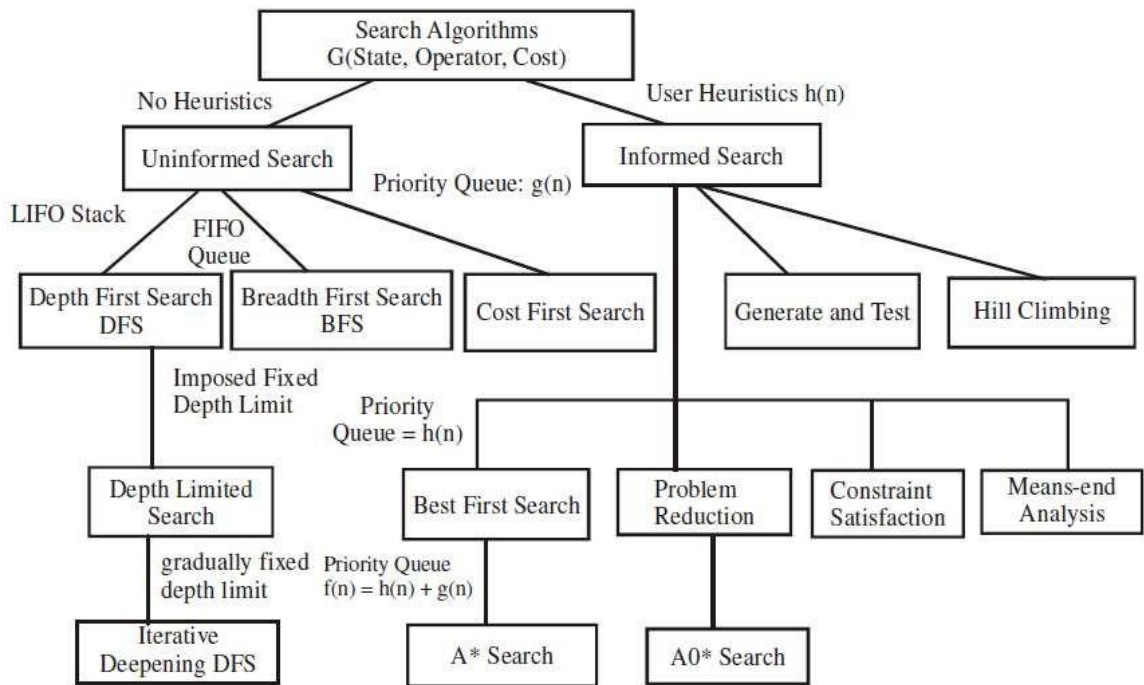 Search Algorithms
G(State, Operator, Cost)
No Heuristics
User Heuristics h(n)
Uninformed Search
Informed Search
Priority Queue: g(n)
LIFO Stack
FIFO
Queue
Depth First Search
DFS
Breadth First Search
BFS
Cost First Search
Generate and Test
Hill Climbing
Imposed Fixed
Depth Limit
Priority
Queue = h(n)
Depth Limited
Search
Best First Search
Problem
Reduction
Constraint
Satisfaction
Means-end
Analysis
gradually fixed
depth limit
Priority Queue
f(n) = h(n) + g(n)
Iterative
Deepening DFS
A* Search
A0* Search